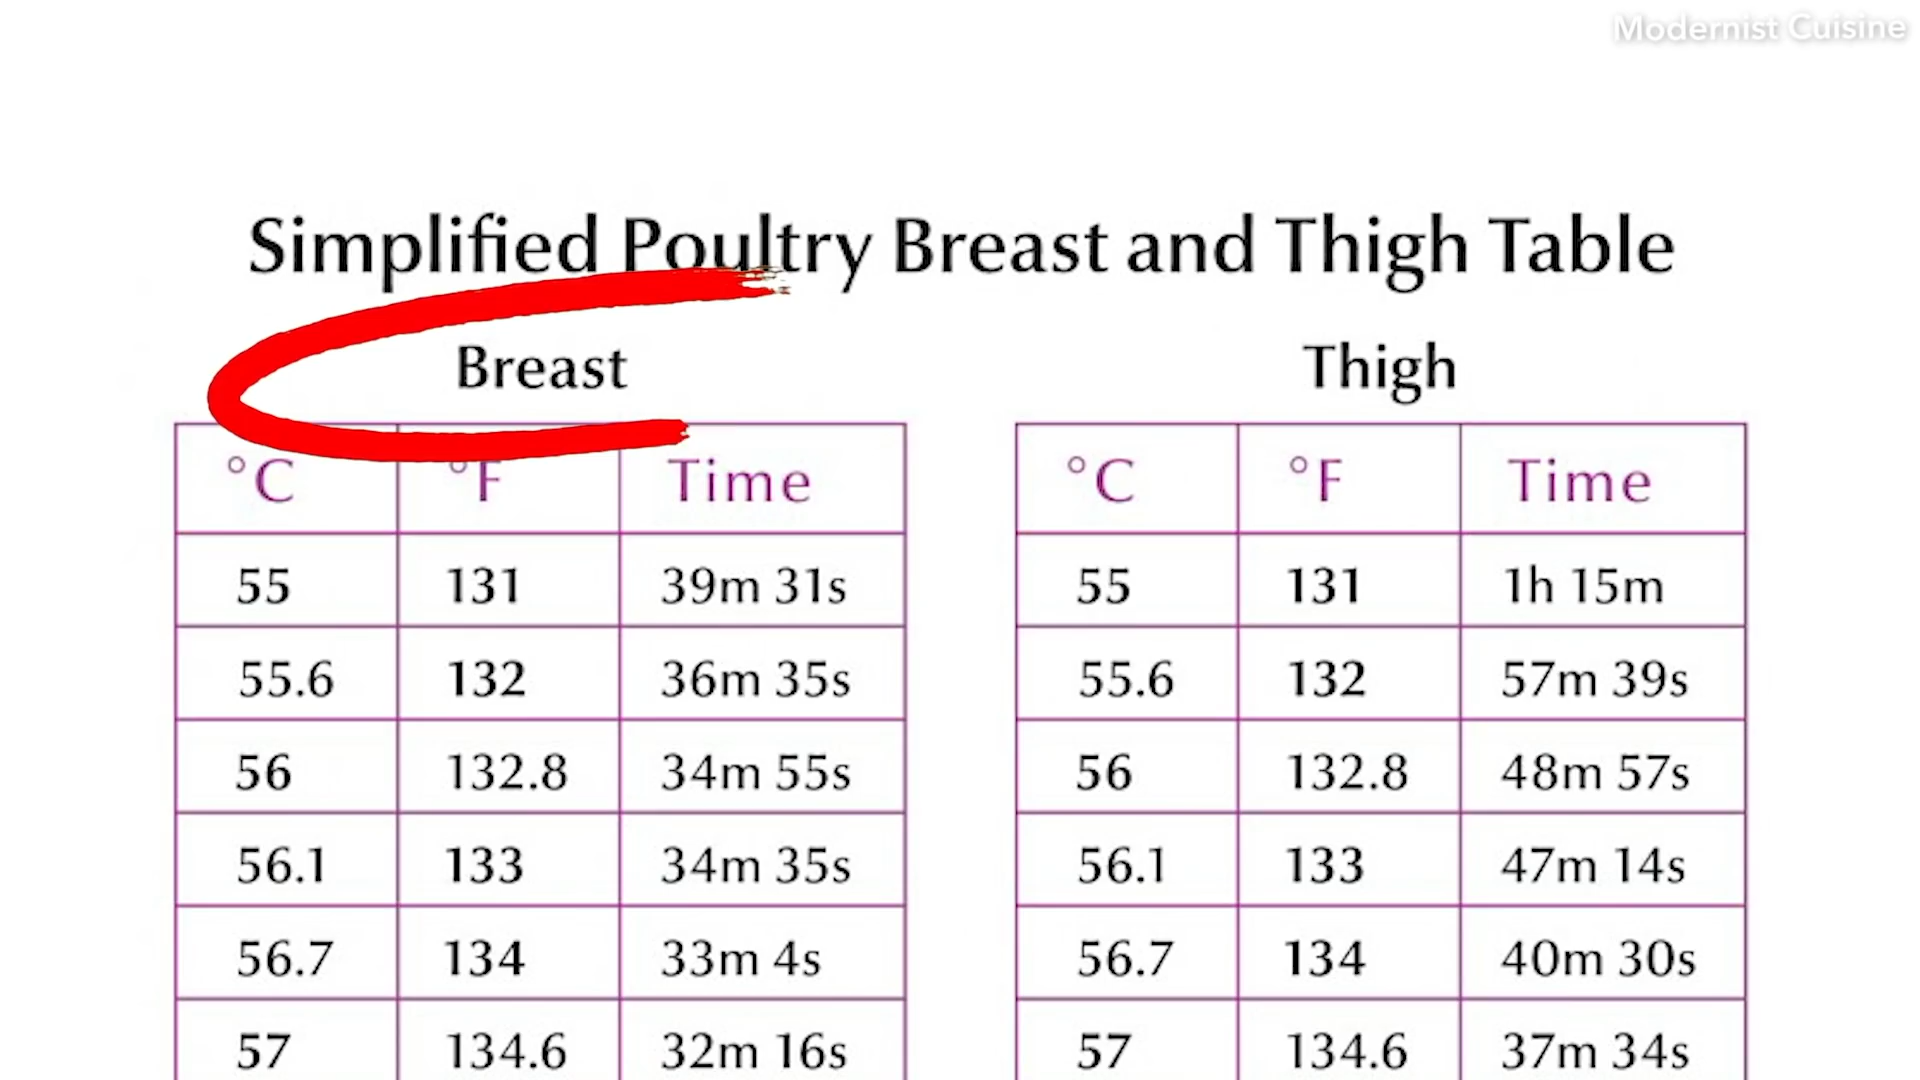 Modernist Cuisine
Simplified Poultry Breast and Thigh Table
Breast
°C °F Time
55 131 39m 31s
55.6 132 36m 35s
56 132.8 34m 55s
56.1 133 34m 35s
56.7 134 33m 4s
57 134.6 32m 16s
Thigh
°C °F Time
55 131 1h 15m
55.6 132 57m 39s
56 132.8 48m 57s
56.1 133 47m 14s
56.7 134 40m 30s
57 134.6 37m 34s